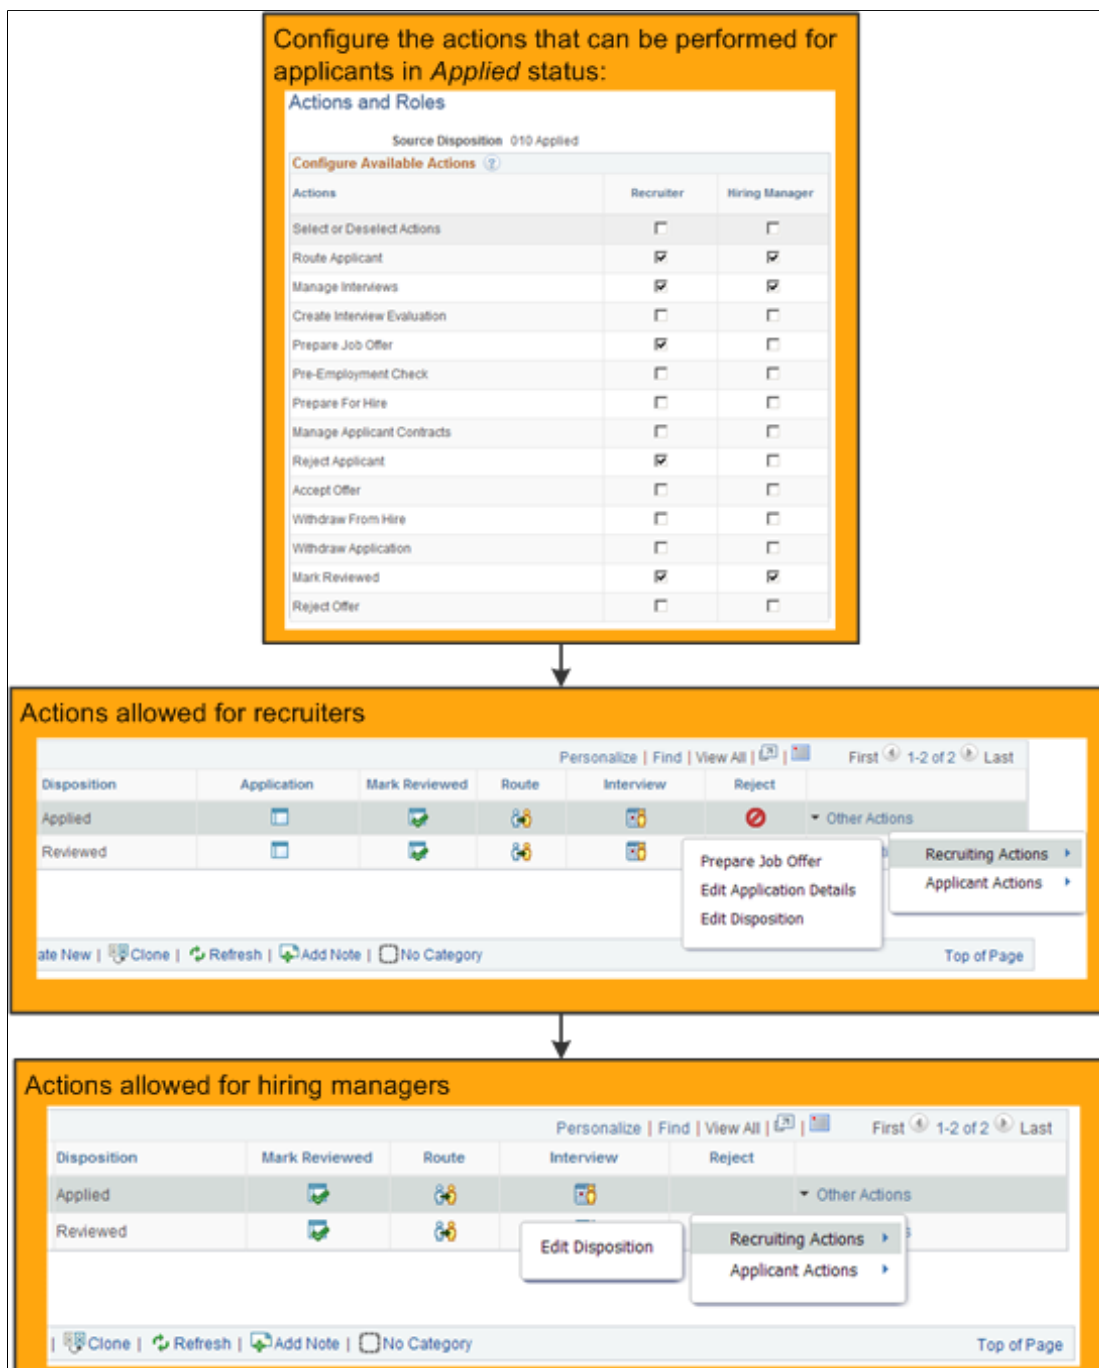 Configure the actions that can be performed for
applicants in Applied status:
Actions and Roles
Source Disposition 010 Applied
Configure Available Actions ?
Actions Recruiter Hiring Manager
Select or Deselect Actions
Route Applicant
Manage Interviews
Create Interview Evaluation
Prepare Job Offer
Pre-Employment Check
Prepare For Hire
Manage Applicant Contracts
Reject Applicant
Accept Offer
Withdraw From Hire
Withdraw Application
Mark Reviewed
Reject Offer
Actions allowed for recruiters
Personalize | Find | View All | | First 1-2 of 2 Last
Disposition Application Mark Reviewed Route Interview Reject
Applied Other Actions
Reviewed
Prepare Job Offer
Edit Application Details
Edit Disposition
Recruiting Actions
Applicant Actions
ate New | Clone | Refresh | Add Note | No Category Top of Page
Actions allowed for hiring managers
Personalize | Find | View All | | First 1-2 of 2 Last
Disposition Mark Reviewed Route Interview Reject
Applied Other Actions
Reviewed
Edit Disposition
Recruiting Actions
Applicant Actions
| Clone | Refresh | Add Note | No Category Top of Page